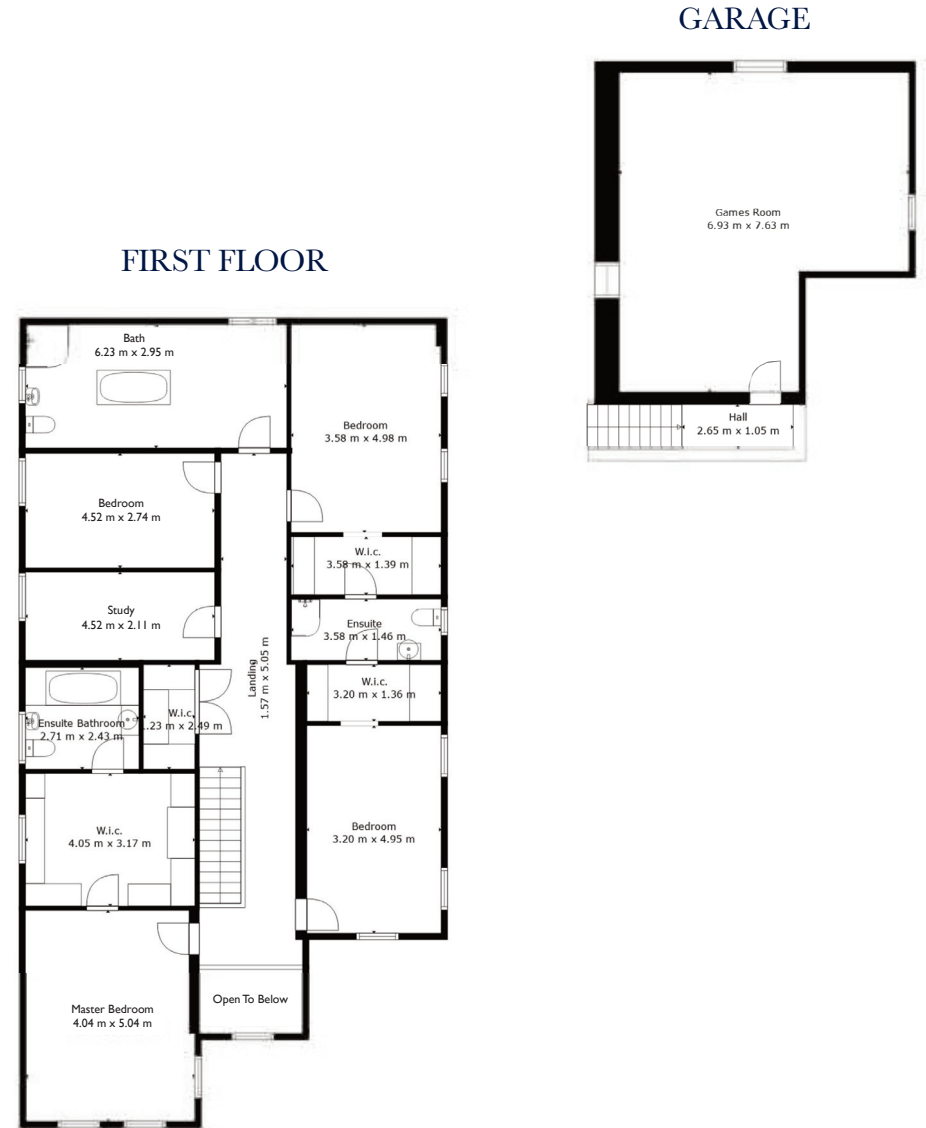 GARAGE
Games Room
6.93 m x 7.63 m
Hall
2.65 m x 1.05 m
FIRST FLOOR
Bath
6.23 m x 2.95 m
Bedroom
3.58 m x 4.98 m
Bedroom
4.52 m x 2.74 m
W.i.c.
3.58 m x 1.39 m
Study
4.52 m x 2.11 m
Ensuite
3.58 m x 1.46 m
Landing
1.57 m x 5.05 m
W.i.c.
3.20 m x 1.36 m
Ensuite Bathroom
2.71 m x 2.43 m
W.i.c.
1.23 m x 2.49 m
W.i.c.
4.05 m x 3.17 m
Bedroom
3.20 m x 4.95 m
Master Bedroom
4.04 m x 5.04 m
Open To Below